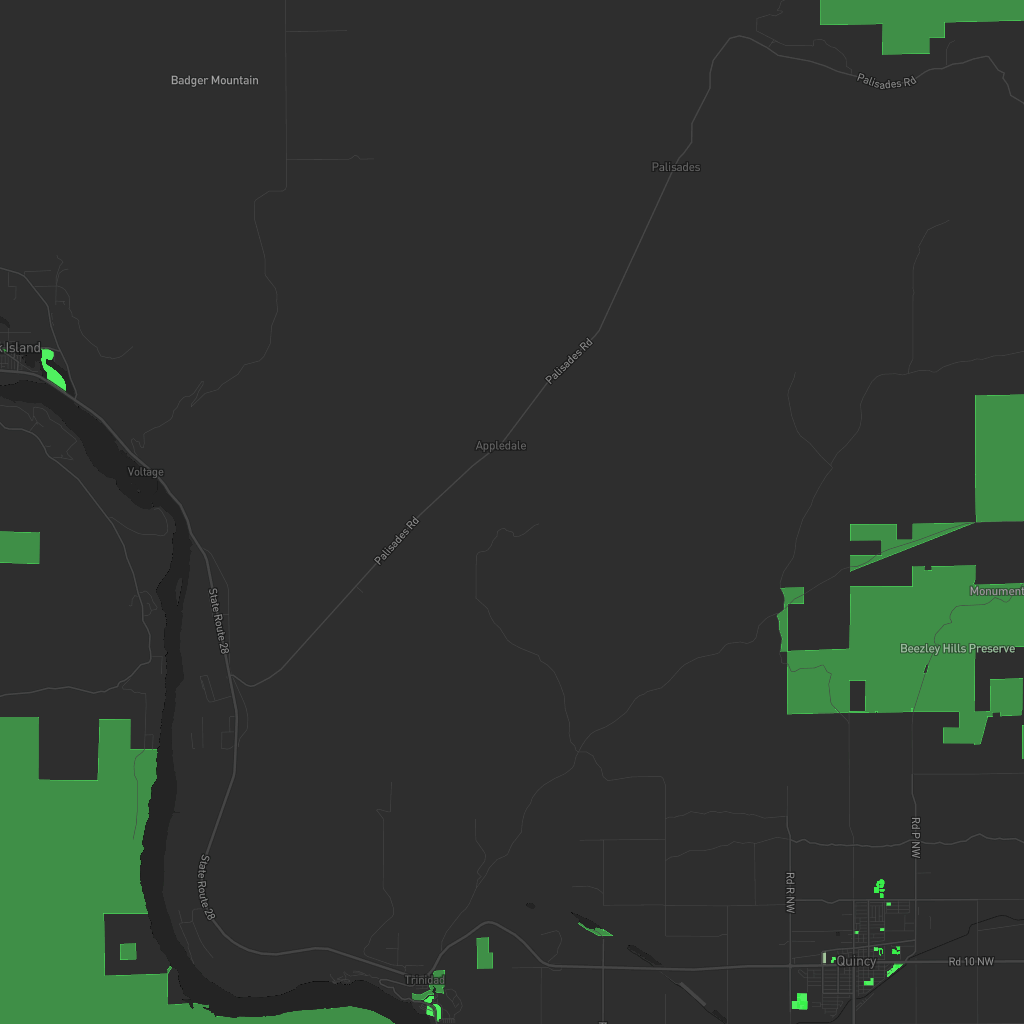 Badger Mountain
Palisades Rd
Palisades
Island
Palisades Rd
Appledale
Voltage
Palisades Rd
State Route 28
Monument
Beezley Hills Preserve
Rd P NW
State Route 28
Rd R NW
Quincy
Rd 10 NW
Trinidad